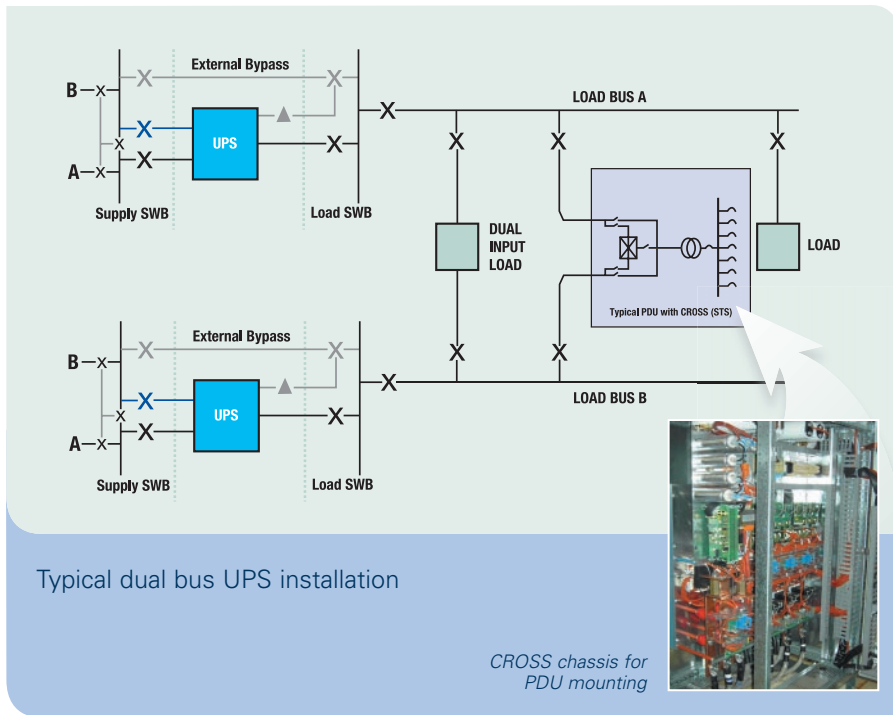 External Bypass
B
LOAD BUS A
UPS
A
Supply SWB
Load SWB
DUAL
INPUT
LOAD
LOAD
Typical PDU with CROSS (STS)
External Bypass
B
LOAD BUS B
UPS
A
Supply SWB
Load SWB
Typical dual bus UPS installation
CROSS chassis for
PDU mounting